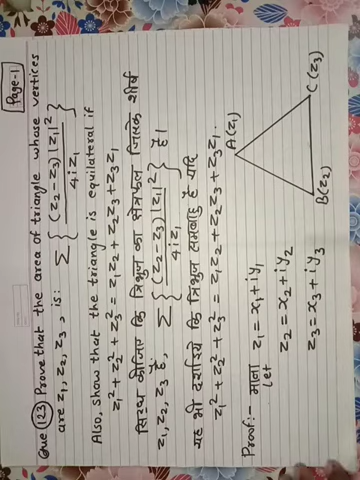 Page-1
Que (123) Prove that the area of triangle whose vertices
are z₁, z₂, z₃, is: Σ { (z₂-z₃)|z₁|² / 4iz₁ }
Also, show that the triangle is equilateral if
z₁² + z₂² + z₃² = z₁z₂ + z₂z₃ + z₃z₁
सिद्ध कीजिए कि त्रिभुज का क्षेत्रफल जिसके शीर्ष
z₁, z₂, z₃ हैं, Σ { (z₂-z₃)|z₁|² / 4iz₁ } है।
यह भी दर्शाइये कि त्रिभुज समबाहु है यदि
z₁² + z₂² + z₃² = z₁z₂ + z₂z₃ + z₃z₁.
Proof:- माना z₁ = x₁ + iy₁
Let
z₂ = x₂ + iy₂
z₃ = x₃ + iy₃
A(z₁)
B(z₂)
C(z₃)